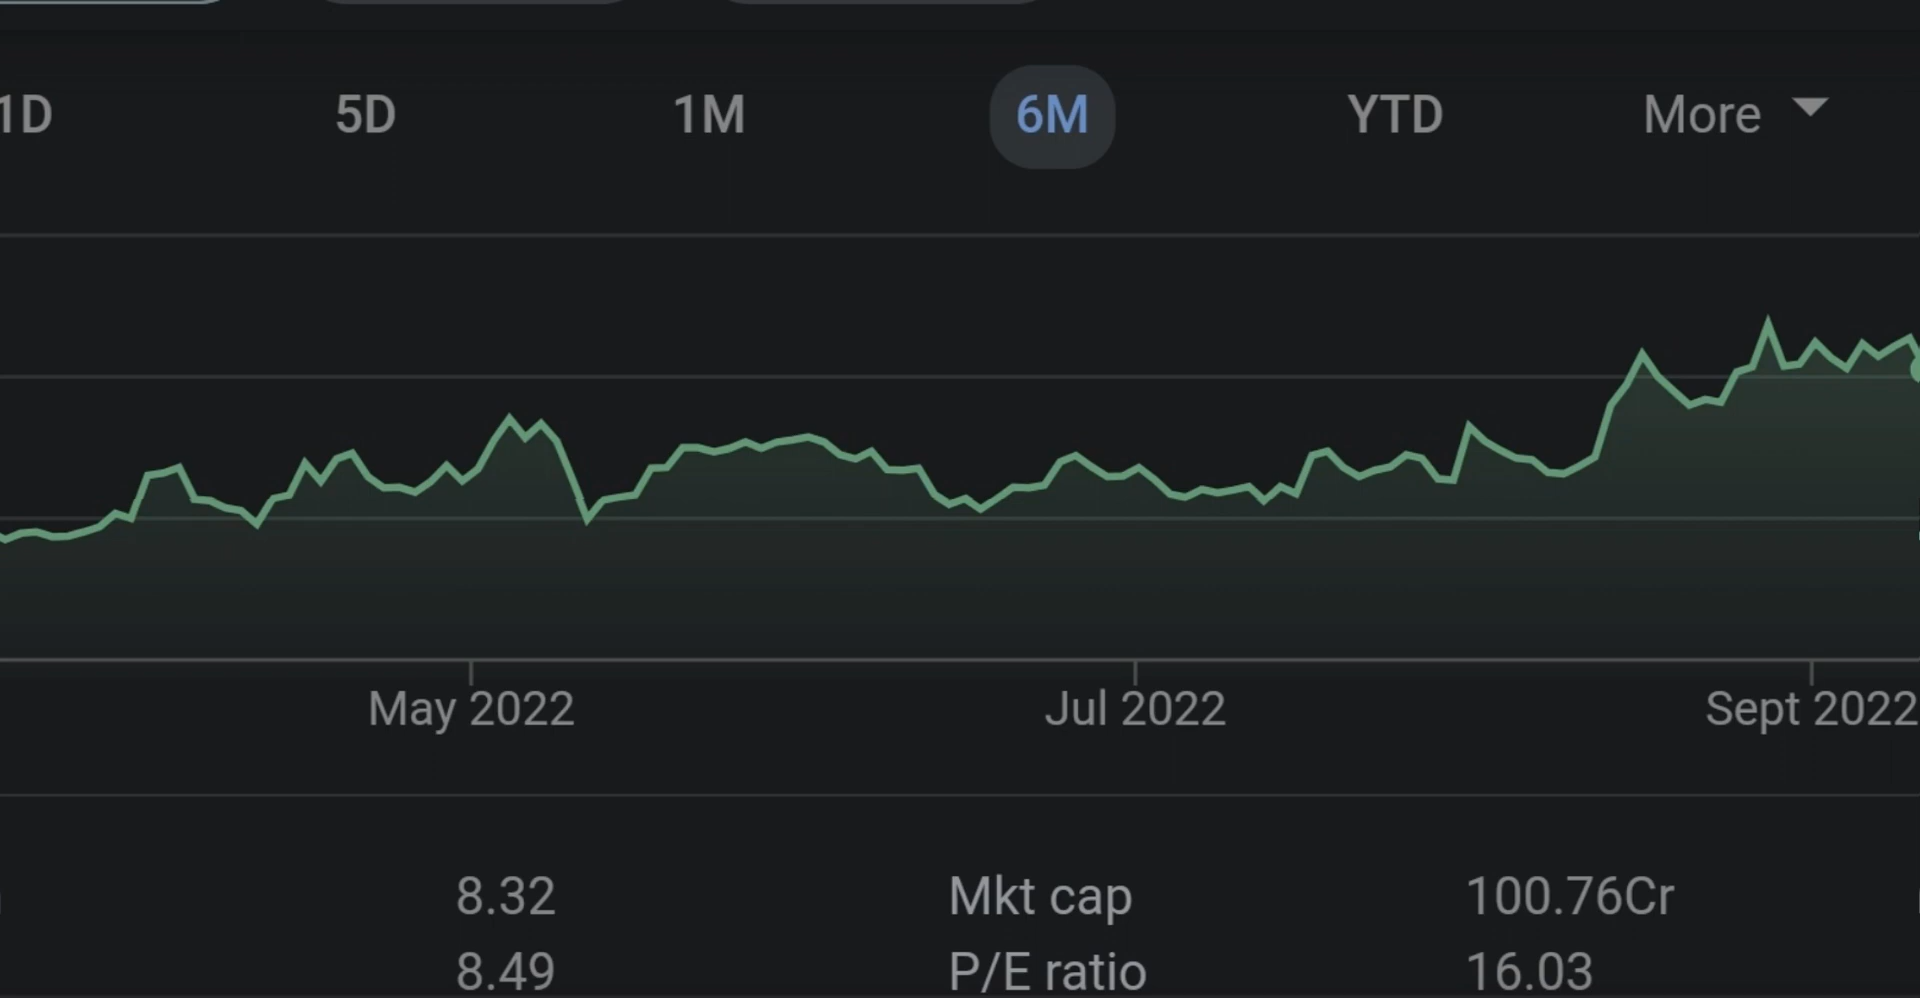 1D 5D 1M 6M YTD More
May 2022 Jul 2022 Sept 2022
8.32 Mkt cap 100.76Cr
8.49 P/E ratio 16.03